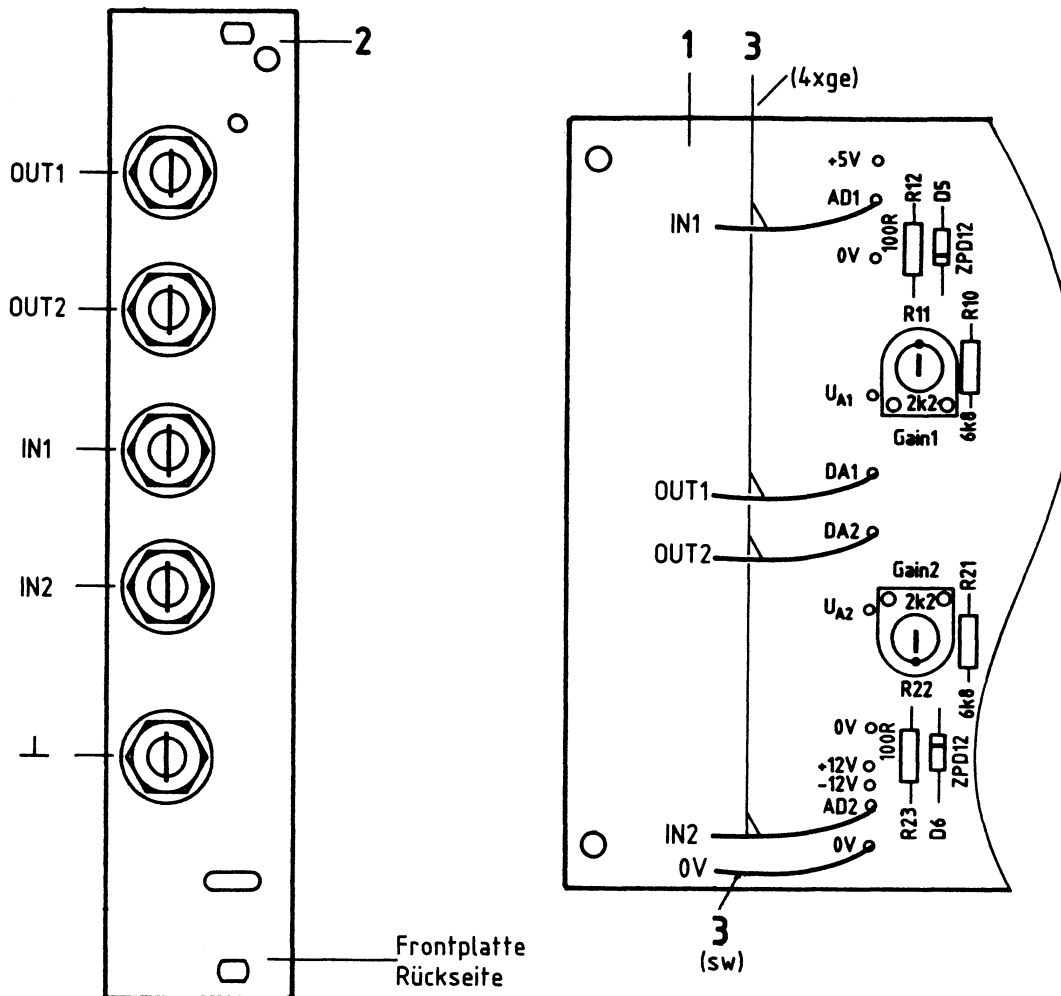 2
OUT1
OUT2
IN1
IN2
Frontplatte
Rückseite
1
3
(4xge)
+5V
AD1
IN1
0V
100R
R12
D5
ZPD12
R11
R10
UA1
2k2
6k8
Gain1
DA1
OUT1
DA2
OUT2
Gain2
R21
UA2
2k2
R22
6k8
0V
100R
+12V
-12V
AD2
ZPD12
IN2
R23
D6
0V
0V
3
(sw)